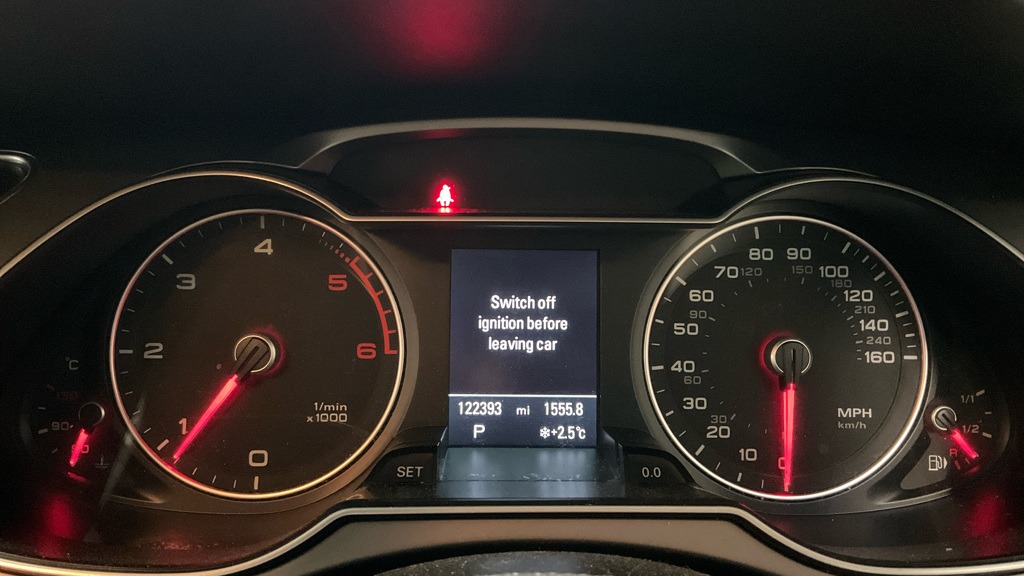 4
3
5
2
6
1
0
1/min
x1000
°C
90
Switch off
ignition before
leaving car
122393 mi 1555.8
P
❄+2.5°C
SET
0.0
80 90
70 120 150 100
180
60 120
90 210
50 140
240
40 160
60
30
30
20
10
0
MPH
km/h
1/1
1/2
R